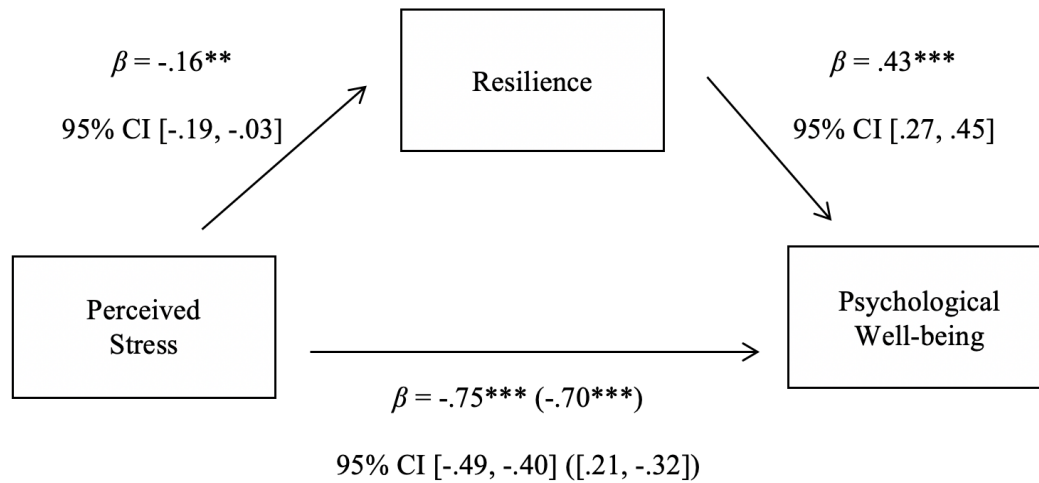 β = -.16**
95% CI [-.19, -.03]
Resilience
β = .43***
95% CI [.27, .45]
Perceived
Stress
Psychological
Well-being
β = -.75*** (-.70***)
95% CI [-.49, -.40] ([.21, -.32])